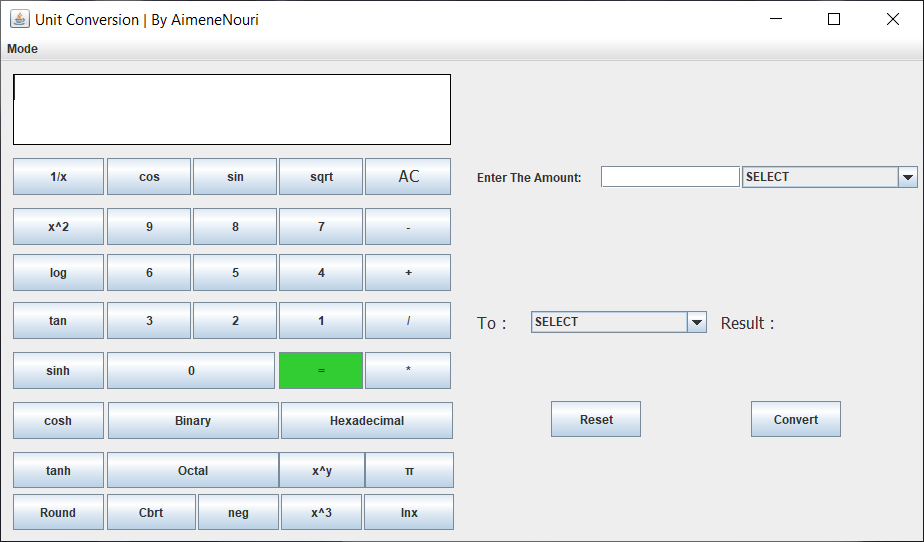 Unit Conversion | By AimeneNouri
Mode
1/x cos sin sqrt AC
Enter The Amount: SELECT
x^2 9 8 7 -
log 6 5 4 +
tan 3 2 1 /
To : SELECT Result :
sinh 0 = *
cosh Binary Hexadecimal
Reset Convert
tanh Octal x^y π
Round Cbrt neg x^3 lnx